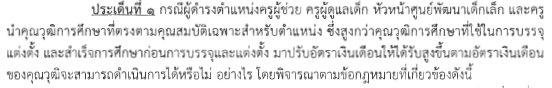 ประเด็นที่ ๑ กรณีผู้ดำรงตำแหน่งครูผู้ช่วย ครูผู้ดูแลเด็ก หัวหน้าศูนย์พัฒนาเด็กเล็ก และครู
นำคุณวุฒิการศึกษาที่ตรงตามคุณสมบัติเฉพาะสำหรับตำแหน่ง ซึ่งสูงกว่าคุณวุฒิการศึกษาที่ใช้ในการบรรจุ
แต่งตั้ง และสำเร็จการศึกษาก่อนการบรรจุและแต่งตั้ง มาปรับอัตราเงินเดือนให้ได้รับสูงขึ้นตามอัตราเงินเดือน
ของคุณวุฒิจะสามารถดำเนินการได้หรือไม่ อย่างไร โดยพิจารณาตามข้อกฎหมายที่เกี่ยวข้องดังนี้